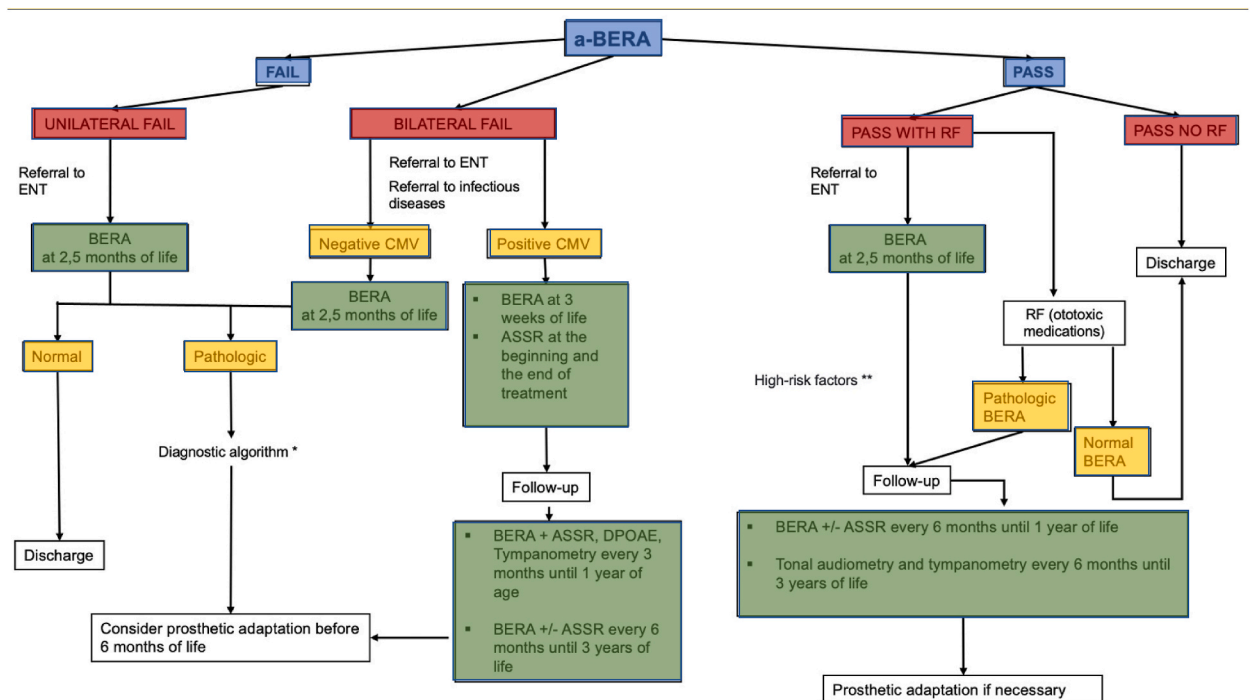 a-BERA
FAIL
PASS
UNILATERAL FAIL
BILATERAL FAIL
PASS WITH RF
PASS NO RF
Referral to
ENT
Referral to ENT
Referral to infectious
diseases
Referral to
ENT
BERA
at 2,5 months of life
Negative CMV
Positive CMV
BERA
at 2,5 months of life
Discharge
BERA
at 2,5 months of life
▪ BERA at 3
weeks of life
▪ ASSR at the
beginning and
the end of
treatment
RF (ototoxic
medications)
Normal
Pathologic
High-risk factors **
Pathologic
BERA
Normal
BERA
Diagnostic algorithm *
Follow-up
Follow-up
Discharge
▪ BERA + ASSR, DPOAE,
Tympanometry every 3
months until 1 year of
age
▪ BERA +/- ASSR every 6
months until 3 years of
life
▪ BERA +/- ASSR every 6 months until 1 year of life
▪ Tonal audiometry and tympanometry every 6 months until
3 years of life
Consider prosthetic adaptation before
6 months of life
Prosthetic adaptation if necessary